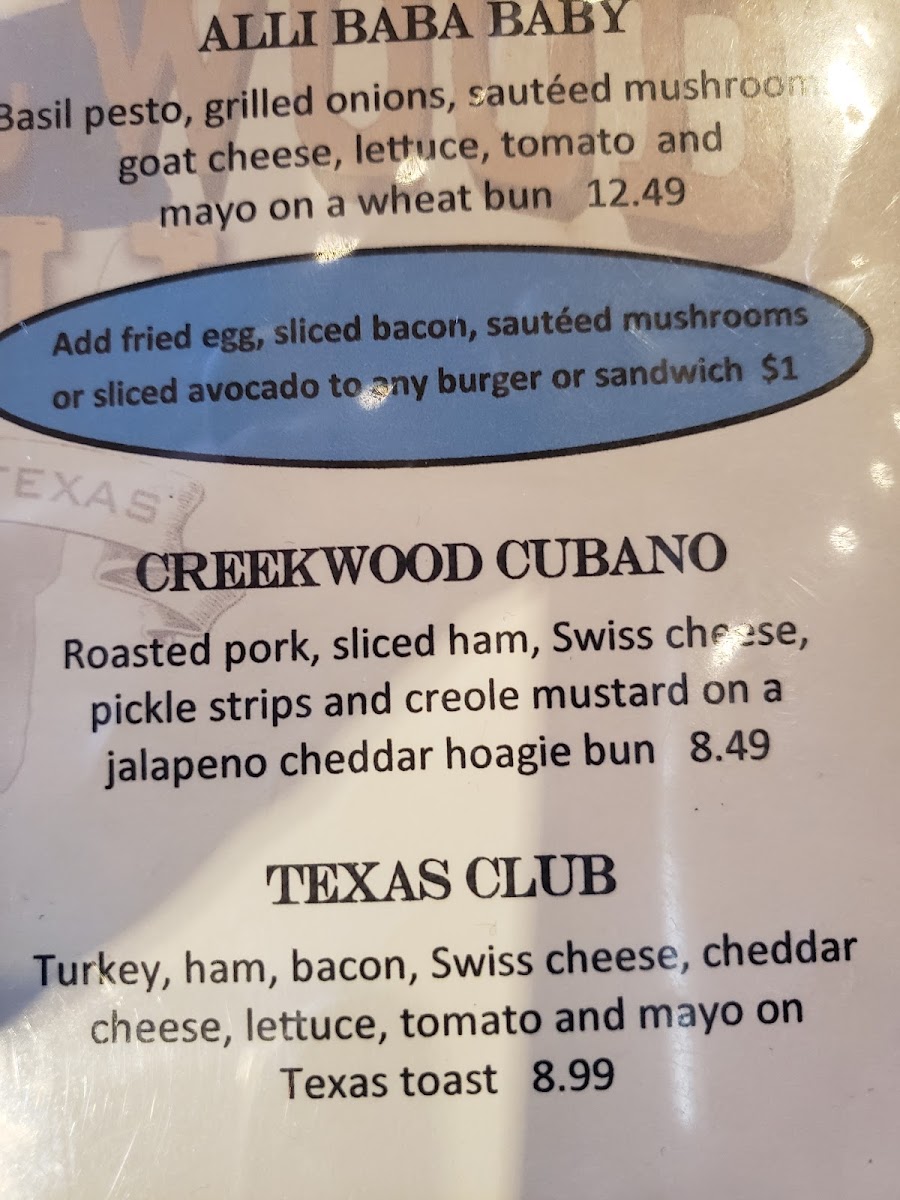 ALLI BABA BABY
Basil pesto, grilled onions, sautéed mushroom
goat cheese, lettuce, tomato and
mayo on a wheat bun 12.49
Add fried egg, sliced bacon, sautéed mushrooms
or sliced avocado to any burger or sandwich $1
TEXAS
CREEKWOOD CUBANO
Roasted pork, sliced ham, Swiss cheese,
pickle strips and creole mustard on a
jalapeno cheddar hoagie bun 8.49
TEXAS CLUB
Turkey, ham, bacon, Swiss cheese, cheddar
cheese, lettuce, tomato and mayo on
Texas toast 8.99